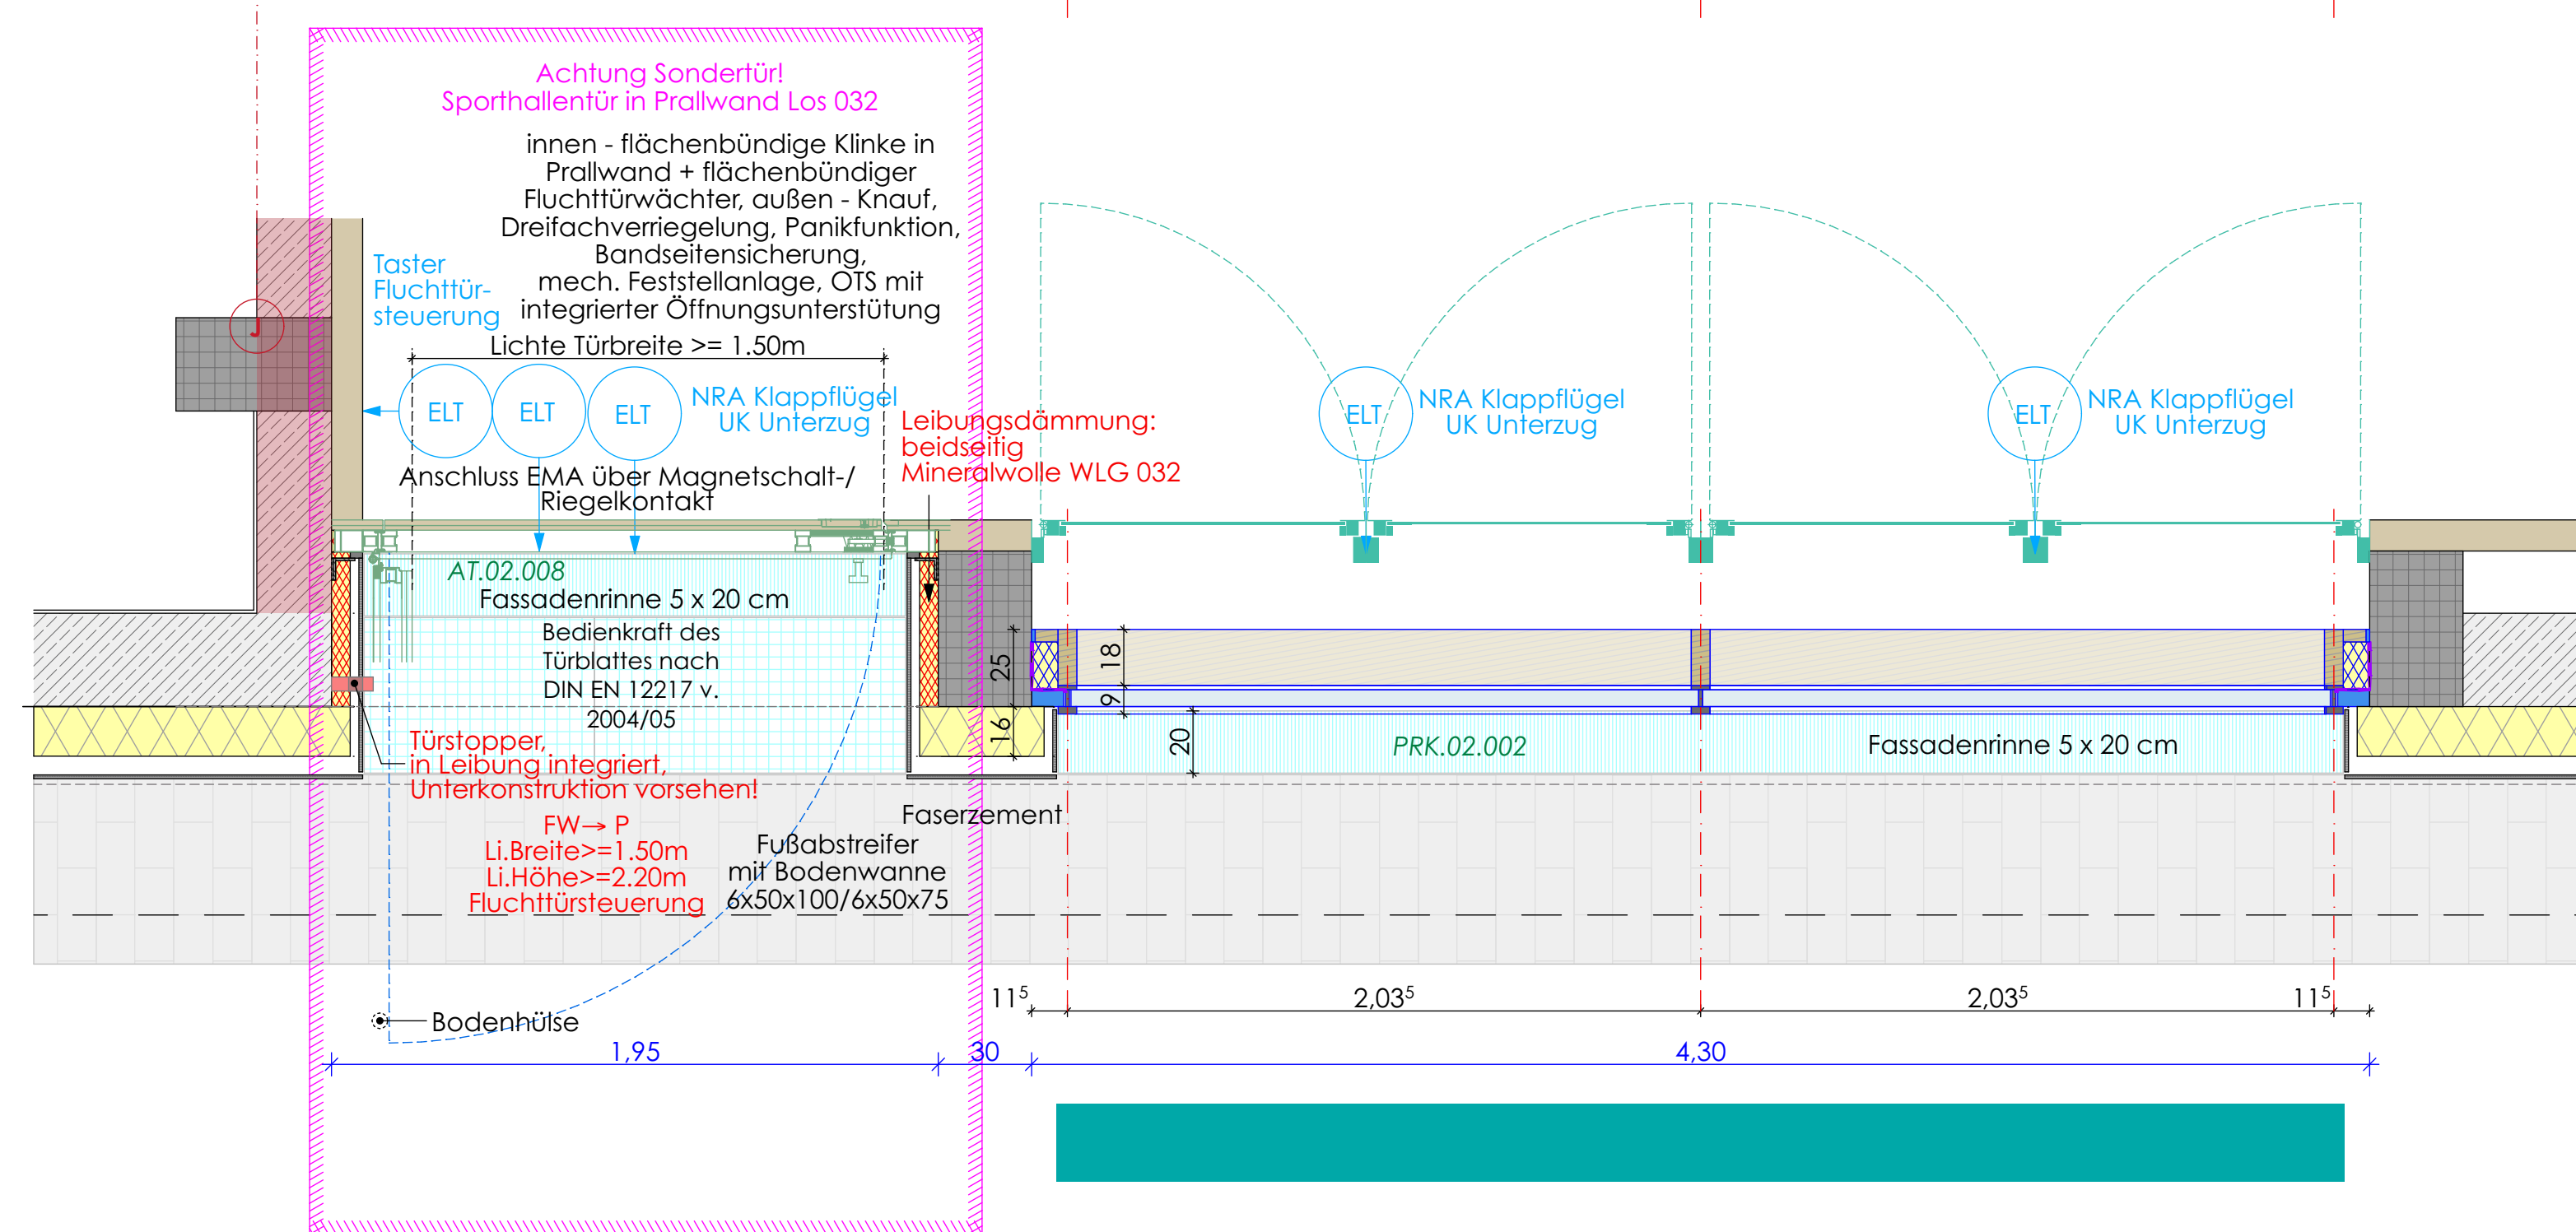 Achtung Sondertür!
Sporthallentür in Prallwand Los 032
innen - flächenbündige Klinke in
Prallwand + flächenbündiger
Fluchttürwächter, außen - Knauf,
Dreifachverriegelung, Panikfunktion,
Bandseitensicherung,
mech. Feststellanlage, OTS mit
integrierter Öffnungsunterstütung
Taster
Fluchttür-
steuerung
Lichte Türbreite >= 1.50m
J
ELT
ELT
ELT
NRA Klappflügel
UK Unterzug
Leibungsdämmung:
beidseitig
Mineralwolle WLG 032
ELT
NRA Klappflügel
UK Unterzug
ELT
NRA Klappflügel
UK Unterzug
Anschluss EMA über Magnetschalt-/
Riegelkontakt
AT.02.008
Fassadenrinne 5 x 20 cm
Bedienkraft des
Türblattes nach
DIN EN 12217 v.
2004/05
25
18
9
16
20
PRK.02.002
Fassadenrinne 5 x 20 cm
Türstopper,
in Leibung integriert,
Unterkonstruktion vorsehen!
FW→ P
Li.Breite>=1.50m
Li.Höhe>=2.20m
Fluchttürsteuerung
Faserzement
Fußabstreifer
mit Bodenwanne
6x50x100/6x50x75
Bodenhülse
11⁵
2,03⁵
2,03⁵
11⁵
1,95
30
4,30